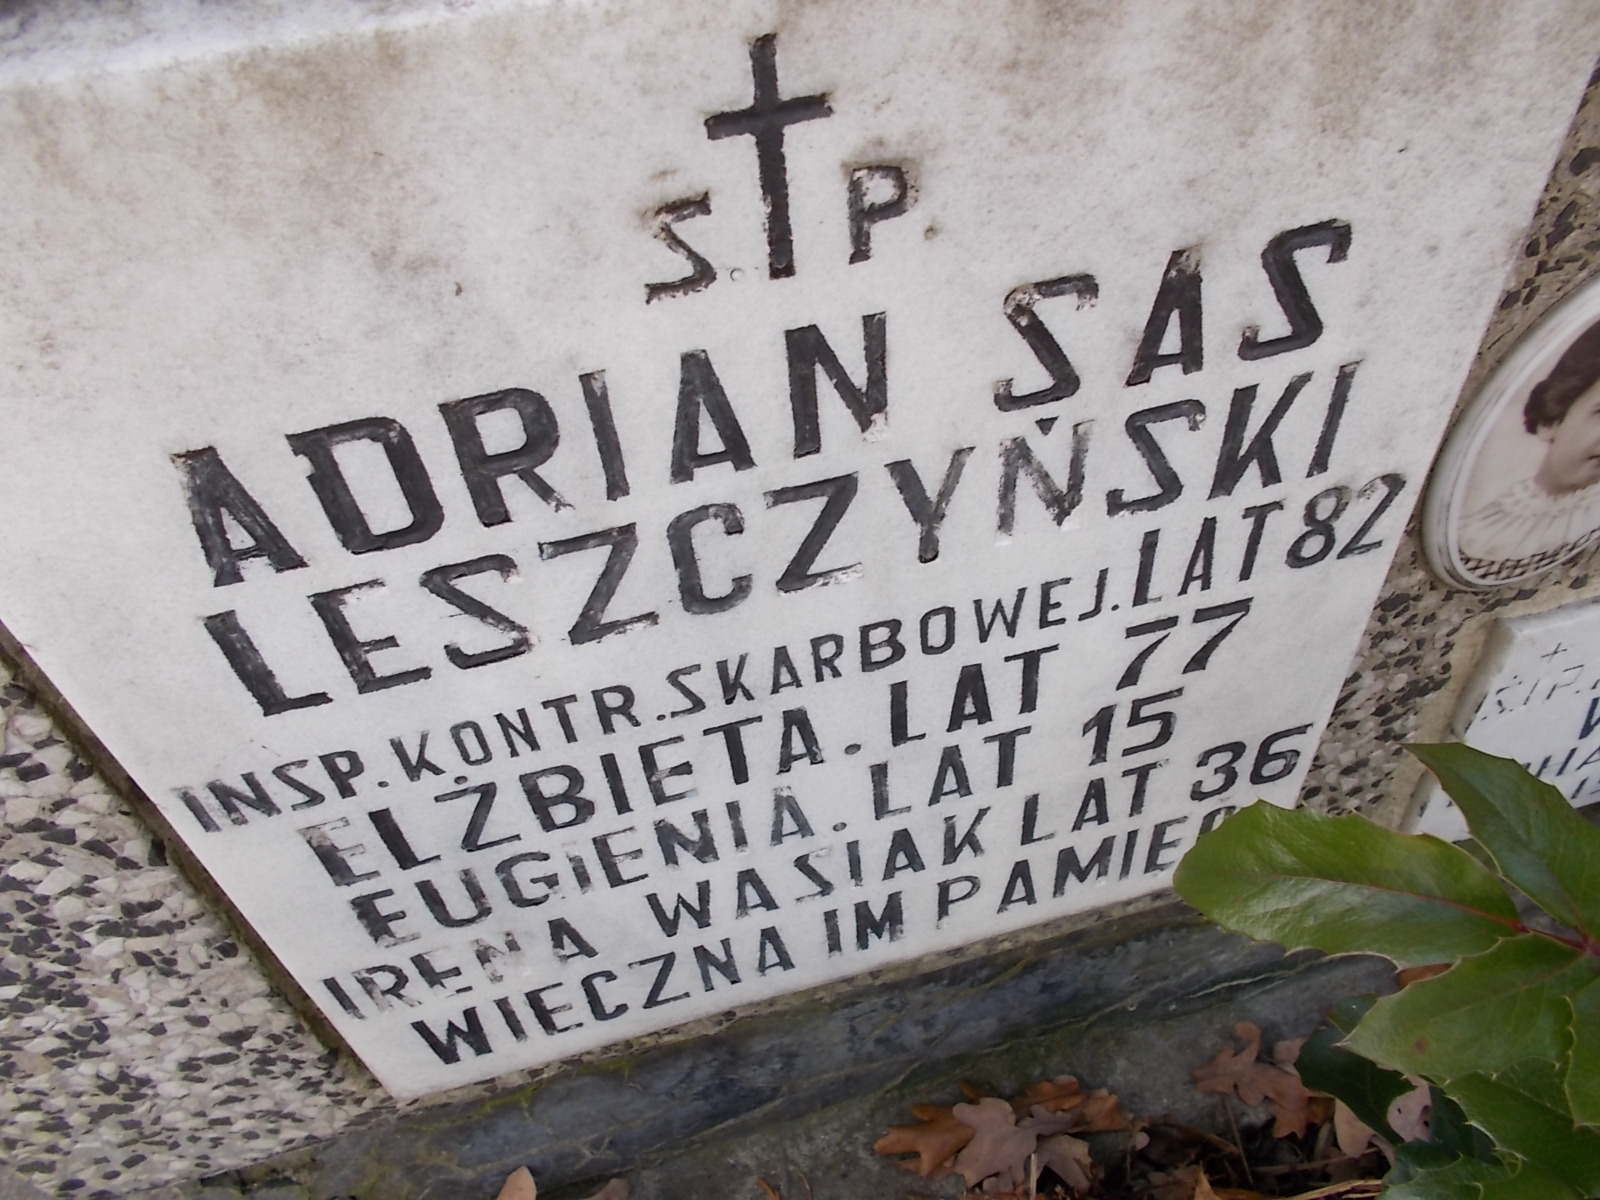 Ś. P.
ADRIAN SAS
LESZCZYŃSKI
INSP. KONTR. SKARBOWEJ. LAT 82
ELŻBIETA. LAT 77
EUGIENIA. LAT 15
IRENA WASIAK LAT 36
WIECZNA IM